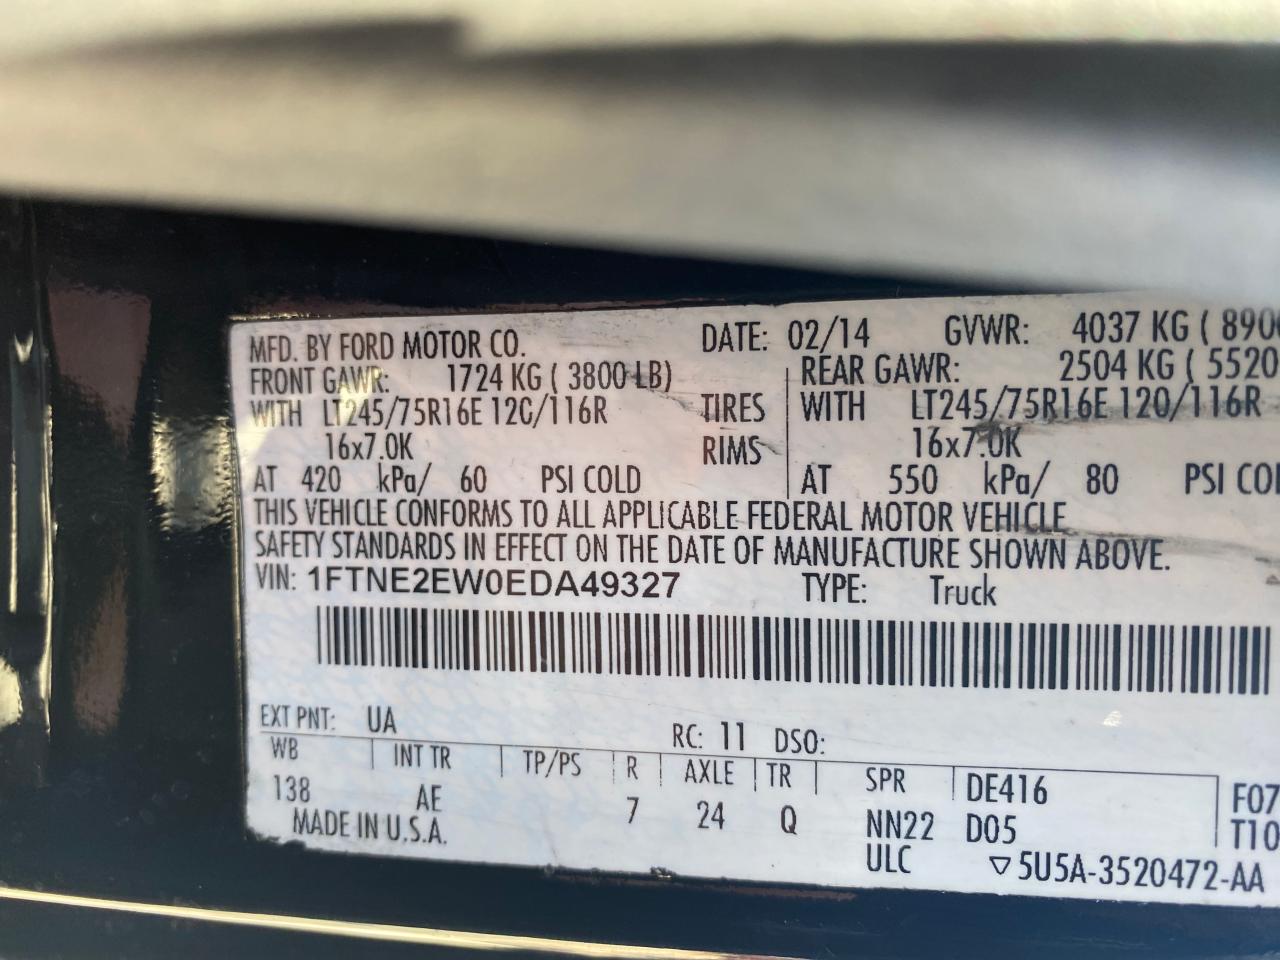 MFD. BY FORD MOTOR CO. DATE: 02/14 GVWR: 4037 KG ( 890
FRONT GAWR: 1724 KG ( 3800 LB) REAR GAWR: 2504 KG ( 5520
WITH LT245/75R16E 120/116R TIRES WITH LT245/75R16E 120/116R
16x7.0K RIMS 16x7.0K
AT 420 kPa/ 60 PSI COLD AT 550 kPa/ 80 PSI COL
THIS VEHICLE CONFORMS TO ALL APPLICABLE FEDERAL MOTOR VEHICLE
SAFETY STANDARDS IN EFFECT ON THE DATE OF MANUFACTURE SHOWN ABOVE.
VIN: 1FTNE2EW0EDA49327 TYPE: Truck
EXT PNT: UA RC: 11 DSO:
WB INT TR TP/PS R AXLE TR SPR DE416 F07
138 AE 7 24 Q NN22 D05 T10
MADE IN U.S.A. ULC ▽5U5A-3520472-AA